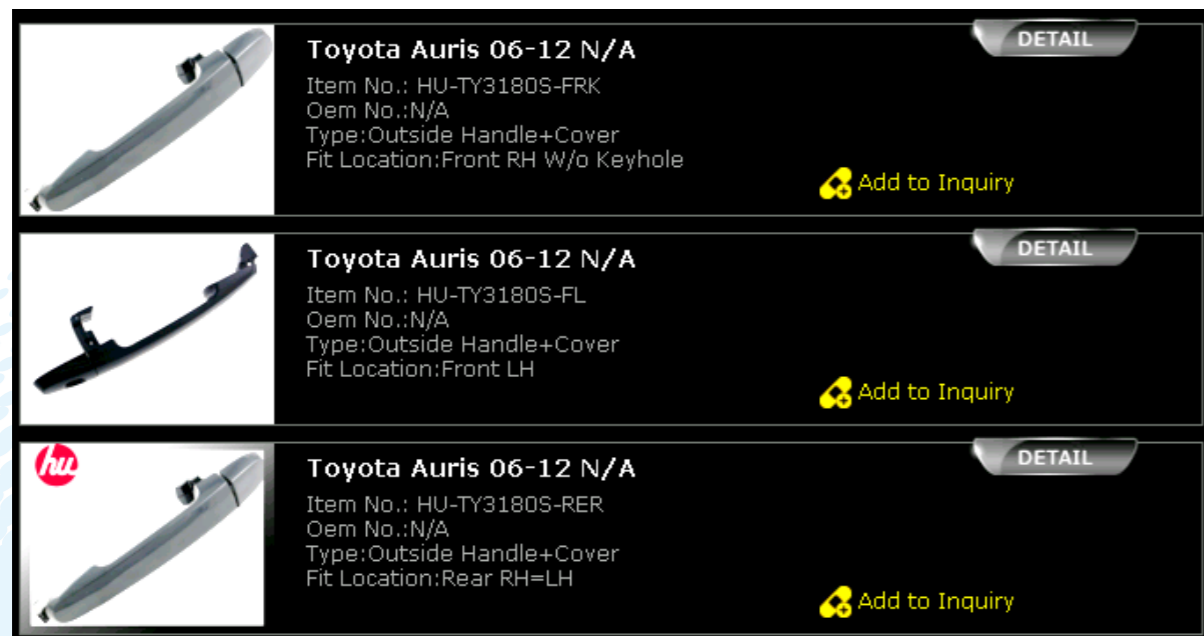 Toyota Auris 06-12 N/A
DETAIL
Item No.: HU-TY3180S-FRK
Oem No.:N/A
Type:Outside Handle+Cover
Fit Location:Front RH W/o Keyhole
Add to Inquiry
Toyota Auris 06-12 N/A
DETAIL
Item No.: HU-TY3180S-FL
Oem No.:N/A
Type:Outside Handle+Cover
Fit Location:Front LH
Add to Inquiry
hu
Toyota Auris 06-12 N/A
DETAIL
Item No.: HU-TY3180S-RER
Oem No.:N/A
Type:Outside Handle+Cover
Fit Location:Rear RH=LH
Add to Inquiry